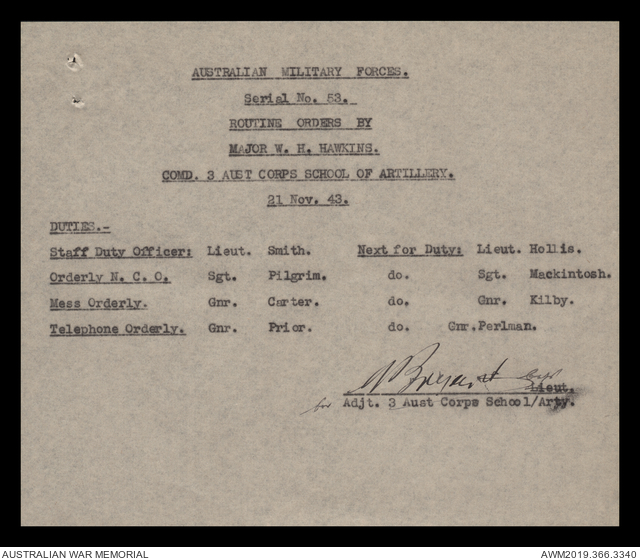 AUSTRALIAN MILITARY FORCES.
Serial No. 53.
ROUTINE ORDERS BY
MAJOR W. H. HAWKINS.
COMD. 3 AUST CORPS SCHOOL OF ARTILLERY.
21 Nov. 43.
DUTIES.-
Staff Duty Officer: Lieut. Smith. Next for Duty: Lieut. Hollis.
Orderly N. C. O. Sgt. Pilgrim. do. Sgt. Mackintosh.
Mess Orderly. Gnr. Carter. do. Gnr. Kilby.
Telephone Orderly. Gnr. Prior. do. Gnr.Perlman.
Lieut.
for Adjt. 3 Aust Corps School/Arty.
AUSTRALIAN WAR MEMORIAL
AWM2019.366.3340